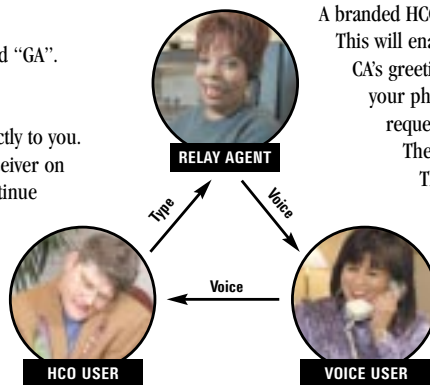 d “GA”.
ctly to you.
eiver on
tinue
A branded HCO
This will ena
CA’s greeti
your ph
reque
The
T
RELAY AGENT
Type
Voice
Voice
HCO USER
VOICE USER